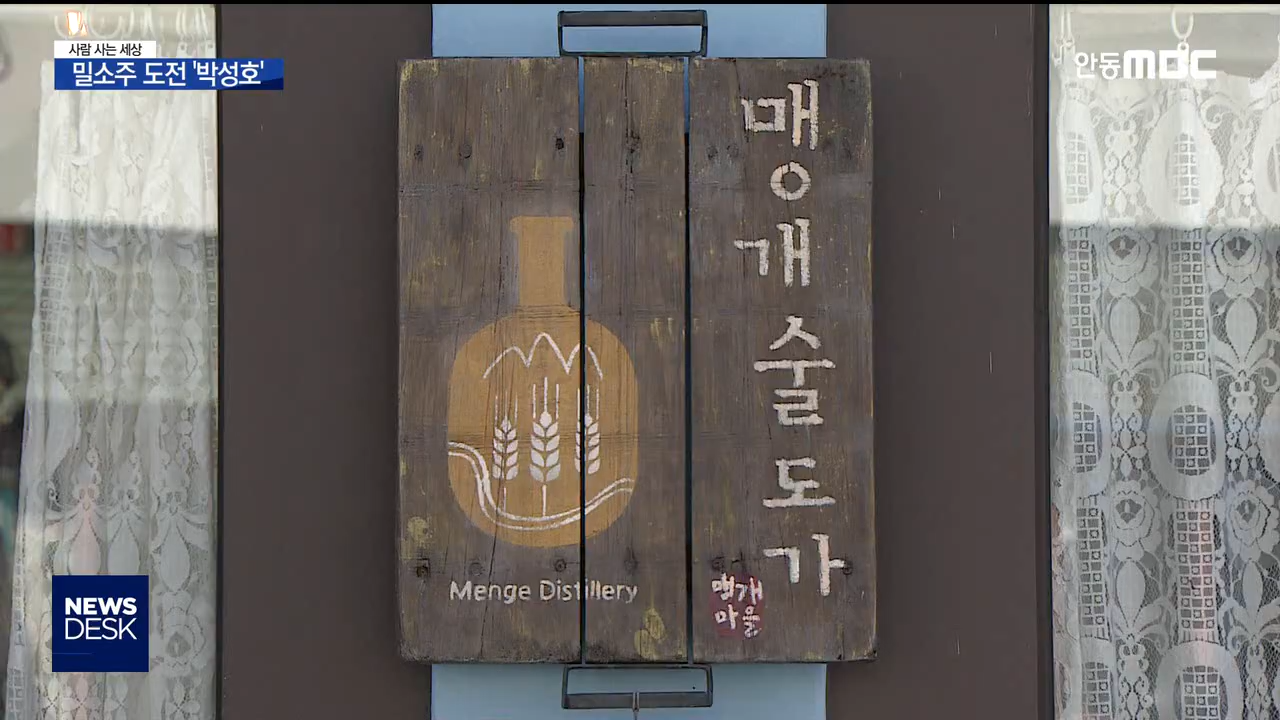 사람 사는 세상
밀소주 도전 '박성호'
안동MBC
맹개술도가
Menge Distillery
맹개
마을
NEWS
DESK